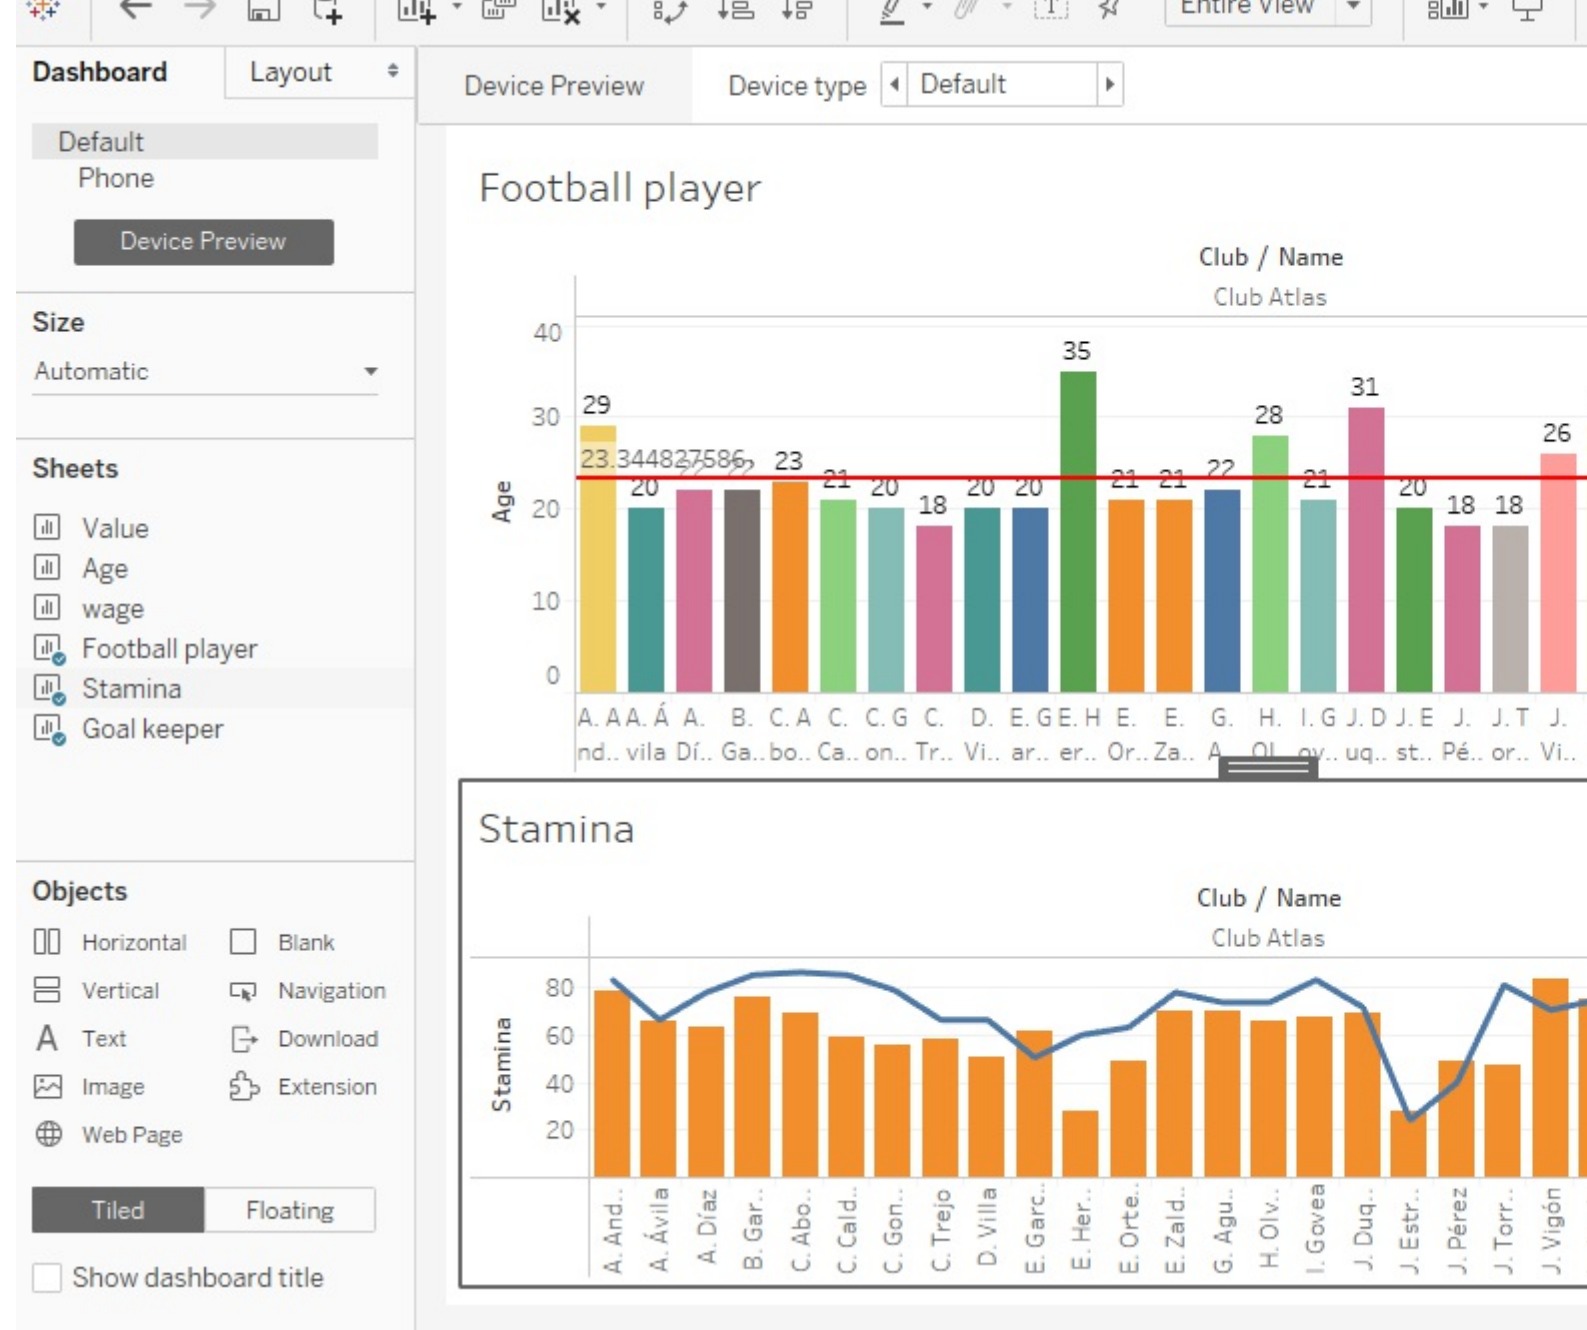 Entire View
Dashboard Layout
Device Preview Device type Default
Default
Phone
Device Preview
Size
Automatic
Sheets
Value
Age
wage
Football player
Stamina
Goal keeper
Objects
Horizontal Blank
Vertical Navigation
Text Download
Image Extension
Web Page
Tiled Floating
Show dashboard title
Football player
Club / Name
Club Atlas
Age
40
30
20
10
0
29 20 22 22 23 21 20 18 20 20 35 21 21 22 28 21 31 20 18 18 26
23.344827586
A. A A. Á A. B. C. A C. C. G C. D. E. G E. H E. E. G. H. I. G J. D J. E J. J. T J.
nd.. vila Dí.. Ga.. bo.. Ca.. on.. Tr.. Vi.. ar.. er.. Or.. Za.. A.. Ol.. ov.. uq.. st.. Pé.. or.. Vi..
Stamina
Club / Name
Club Atlas
Stamina
80
60
40
20
A. And..
A. Ávila
A. Díaz
B. Gar..
C. Abo..
C. Cald..
C. Gon..
C. Trejo
D. Villa
E. Garc..
E. Her..
E. Orte..
E. Zald..
G. Agu..
H. Olv..
I. Govea
J. Duq..
J. Estr..
J. Pérez
J. Torr..
J. Vigón